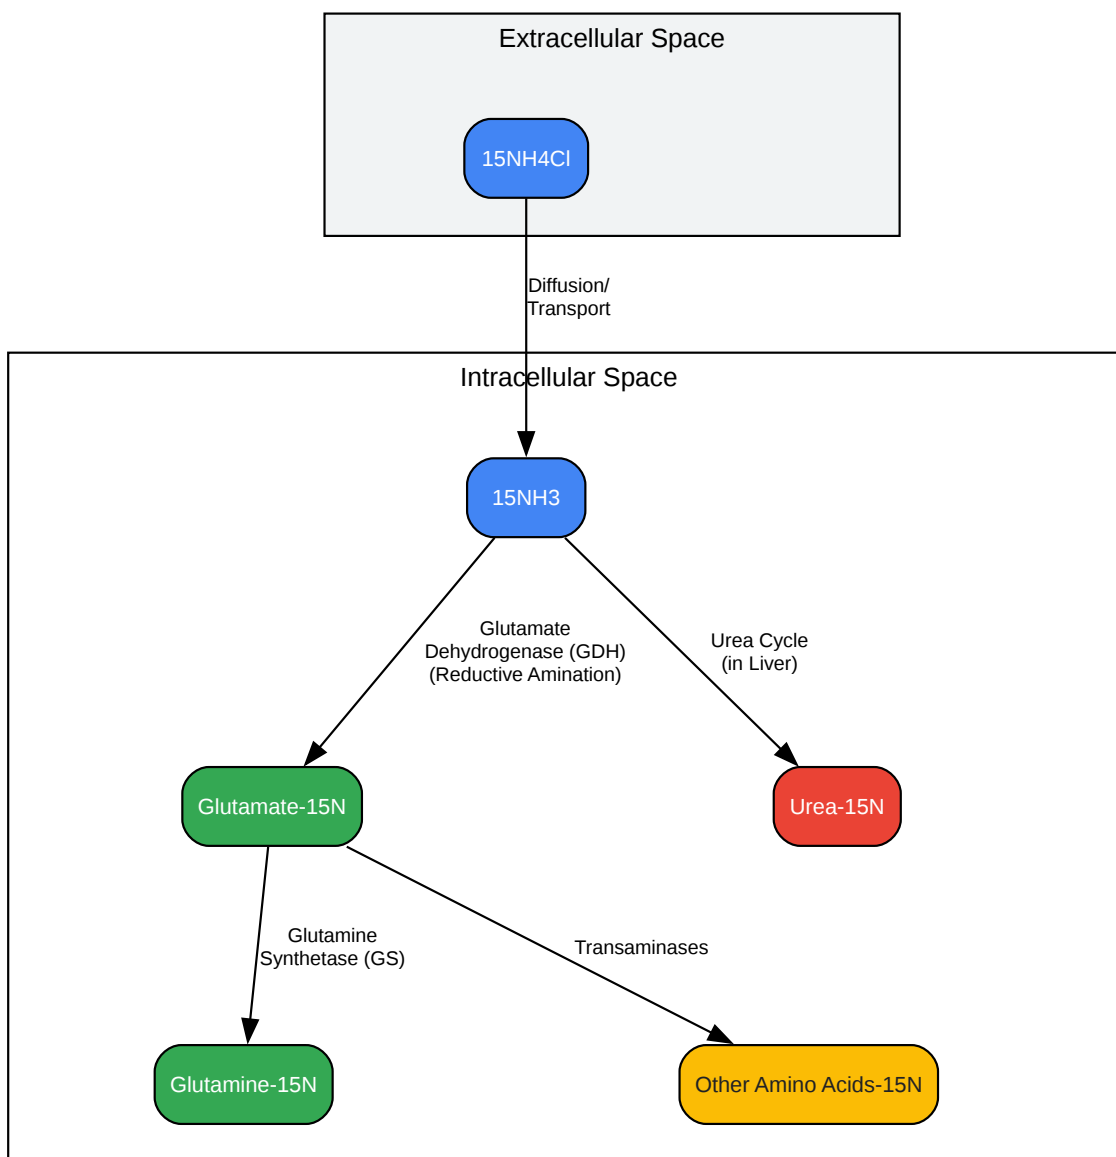 Extracellular Space
15NH4Cl
Diffusion/
Transport
Intracellular Space
15NH3
Glutamate
Dehydrogenase (GDH)
(Reductive Amination)
Urea Cycle
(in Liver)
Glutamate-15N
Urea-15N
Glutamine
Synthetase (GS)
Transaminases
Glutamine-15N
Other Amino Acids-15N